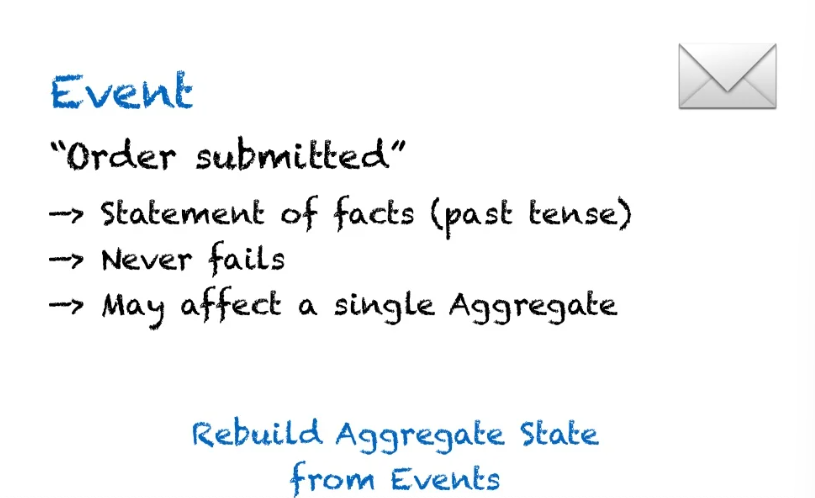 Event
“Order submitted”
—> Statement of facts (past tense)
—> Never fails
—> May affect a single Aggregate
Rebuild Aggregate State
from Events